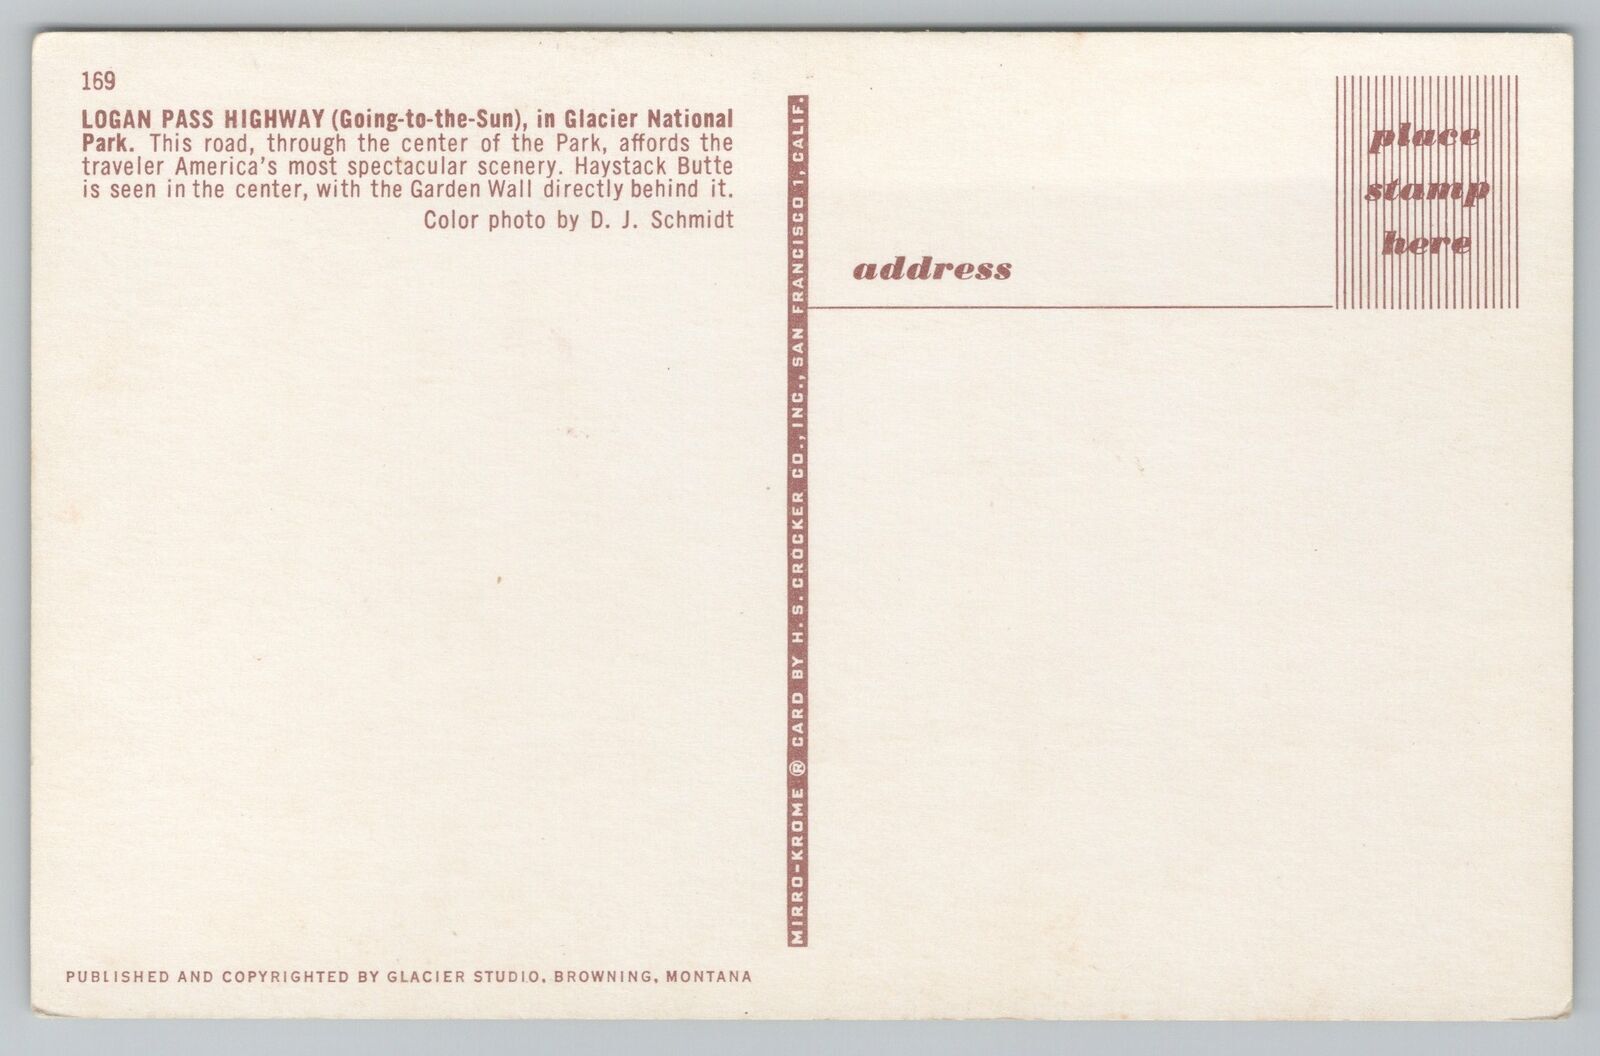 169
LOGAN PASS HIGHWAY (Going-to-the-Sun), in Glacier National
Park. This road, through the center of the Park, affords the
traveler America's most spectacular scenery. Haystack Butte
is seen in the center, with the Garden Wall directly behind it.
Color photo by D. J. Schmidt
PUBLISHED AND COPYRIGHTED BY GLACIER STUDIO, BROWNING, MONTANA
MIRRO-KROME ® CARD BY H. S. CROCKER CO., INC., SAN FRANCISCO 1, CALIF.
place
stamp
here
address